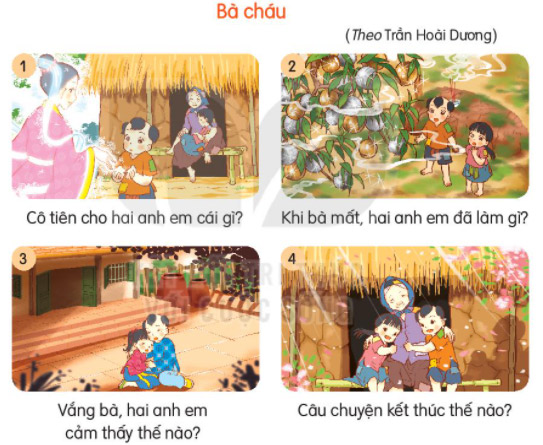 Bà cháu
(Theo Trần Hoài Dương)
1
2
Cô tiên cho hai anh em cái gì?
Khi bà mất, hai anh em đã làm gì?
3
4
Vắng bà, hai anh em
cảm thấy thế nào?
Câu chuyện kết thúc thế nào?